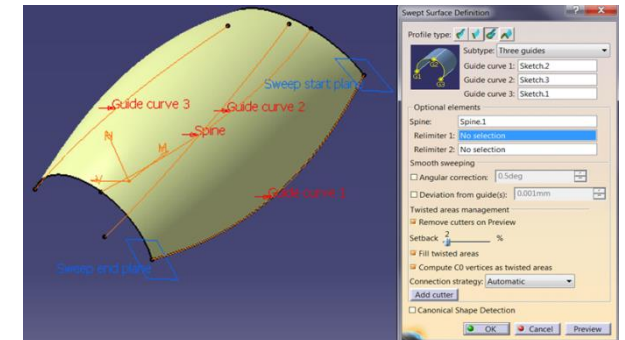 Sweep start plane
Guide curve 3
Guide curve 2
Spine
N
M
V
Guide curve 1
Sweep end plane
Swept Surface Definition
Profile type:
Subtype: Three guides
Guide curve 1: Sketch.2
Guide curve 2: Sketch.3
Guide curve 3: Sketch.1
G1
G2
G3
Optional elements
Spine: Spine.1
Relimiter 1: No selection
Relimiter 2: No selection
Smooth sweeping
Angular correction: 0.5deg
Deviation from guide(s): 0.001mm
Twisted areas management
Remove cutters on Preview
Setback 2 %
Fill twisted areas
Compute C0 vertices as twisted areas
Connection strategy: Automatic
Add cutter
Canonical Shape Detection
OK Cancel Preview